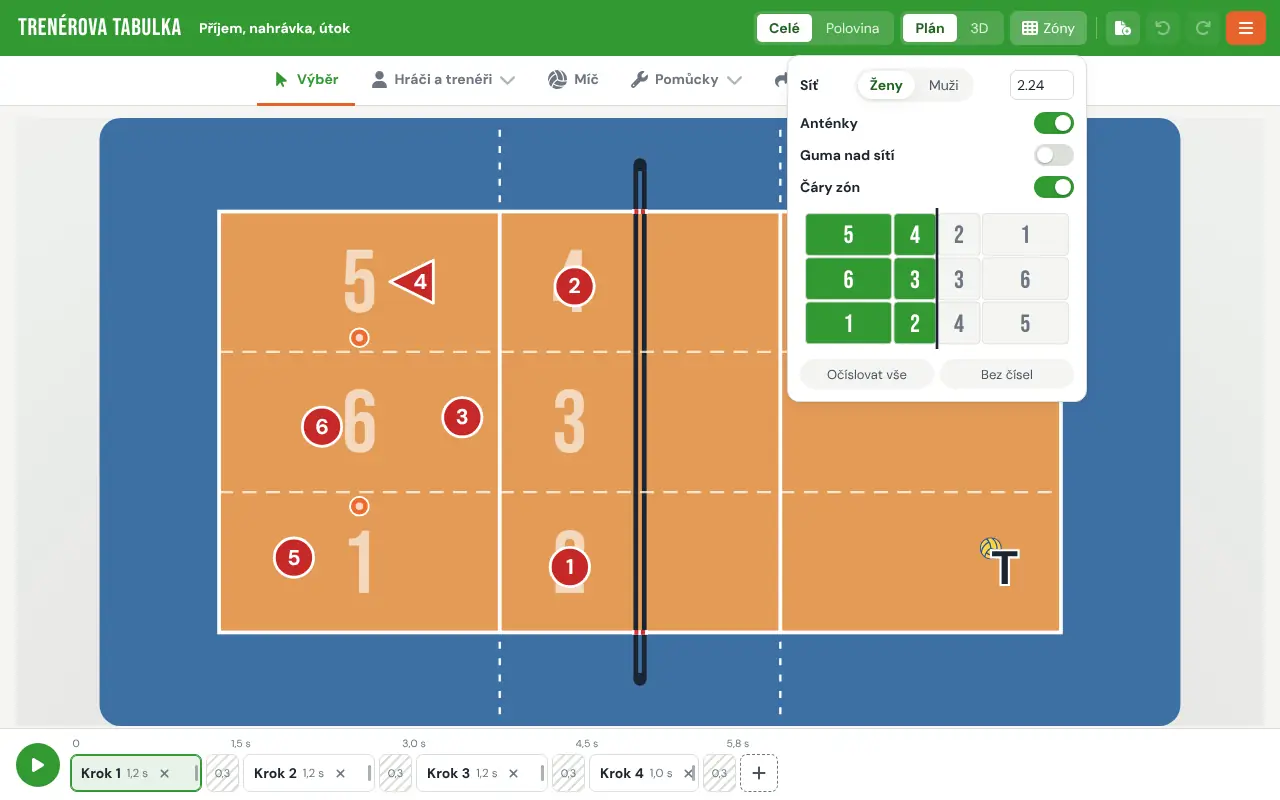 TRENÉROVA TABULKA Příjem, nahrávka, útok Celé Polovina Plán 3D Zóny
Výběr Hráči a trenéři Míč Pomůcky
Síť Ženy Muži 2.24
Anténky
Guma nad sítí
Čáry zón
5 4 2 1
6 3 3 6
1 2 4 5
Očíslovat vše Bez čísel
5 4 4 2
6 6 3 3
5 1 2 1
T
0 1,5 s 3,0 s 4,5 s 5,8 s
Krok 1 1,2 s 0,3 Krok 2 1,2 s 0,3 Krok 3 1,2 s 0,3 Krok 4 1,0 s 0,3